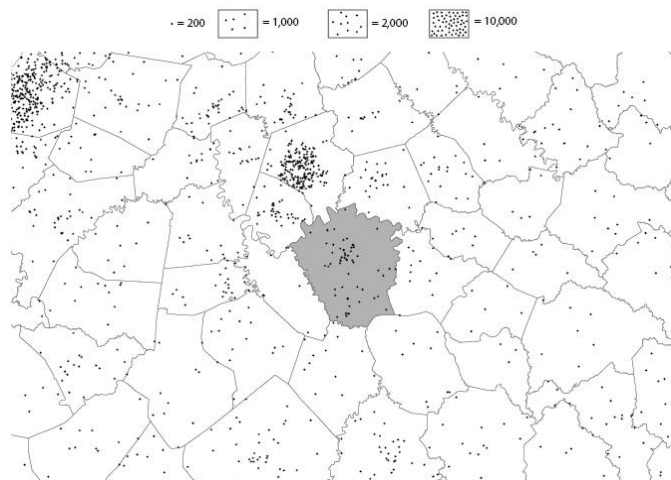 = 200 = 1,000 = 2,000 = 10,000